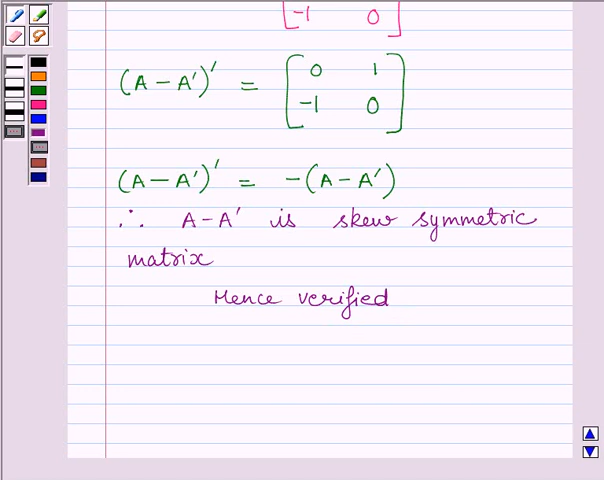 -1 0
(A - A')' = [0 1
-1 0]
(A - A')' = -(A - A')
∴ A - A' is skew symmetric
matrix
Hence verified